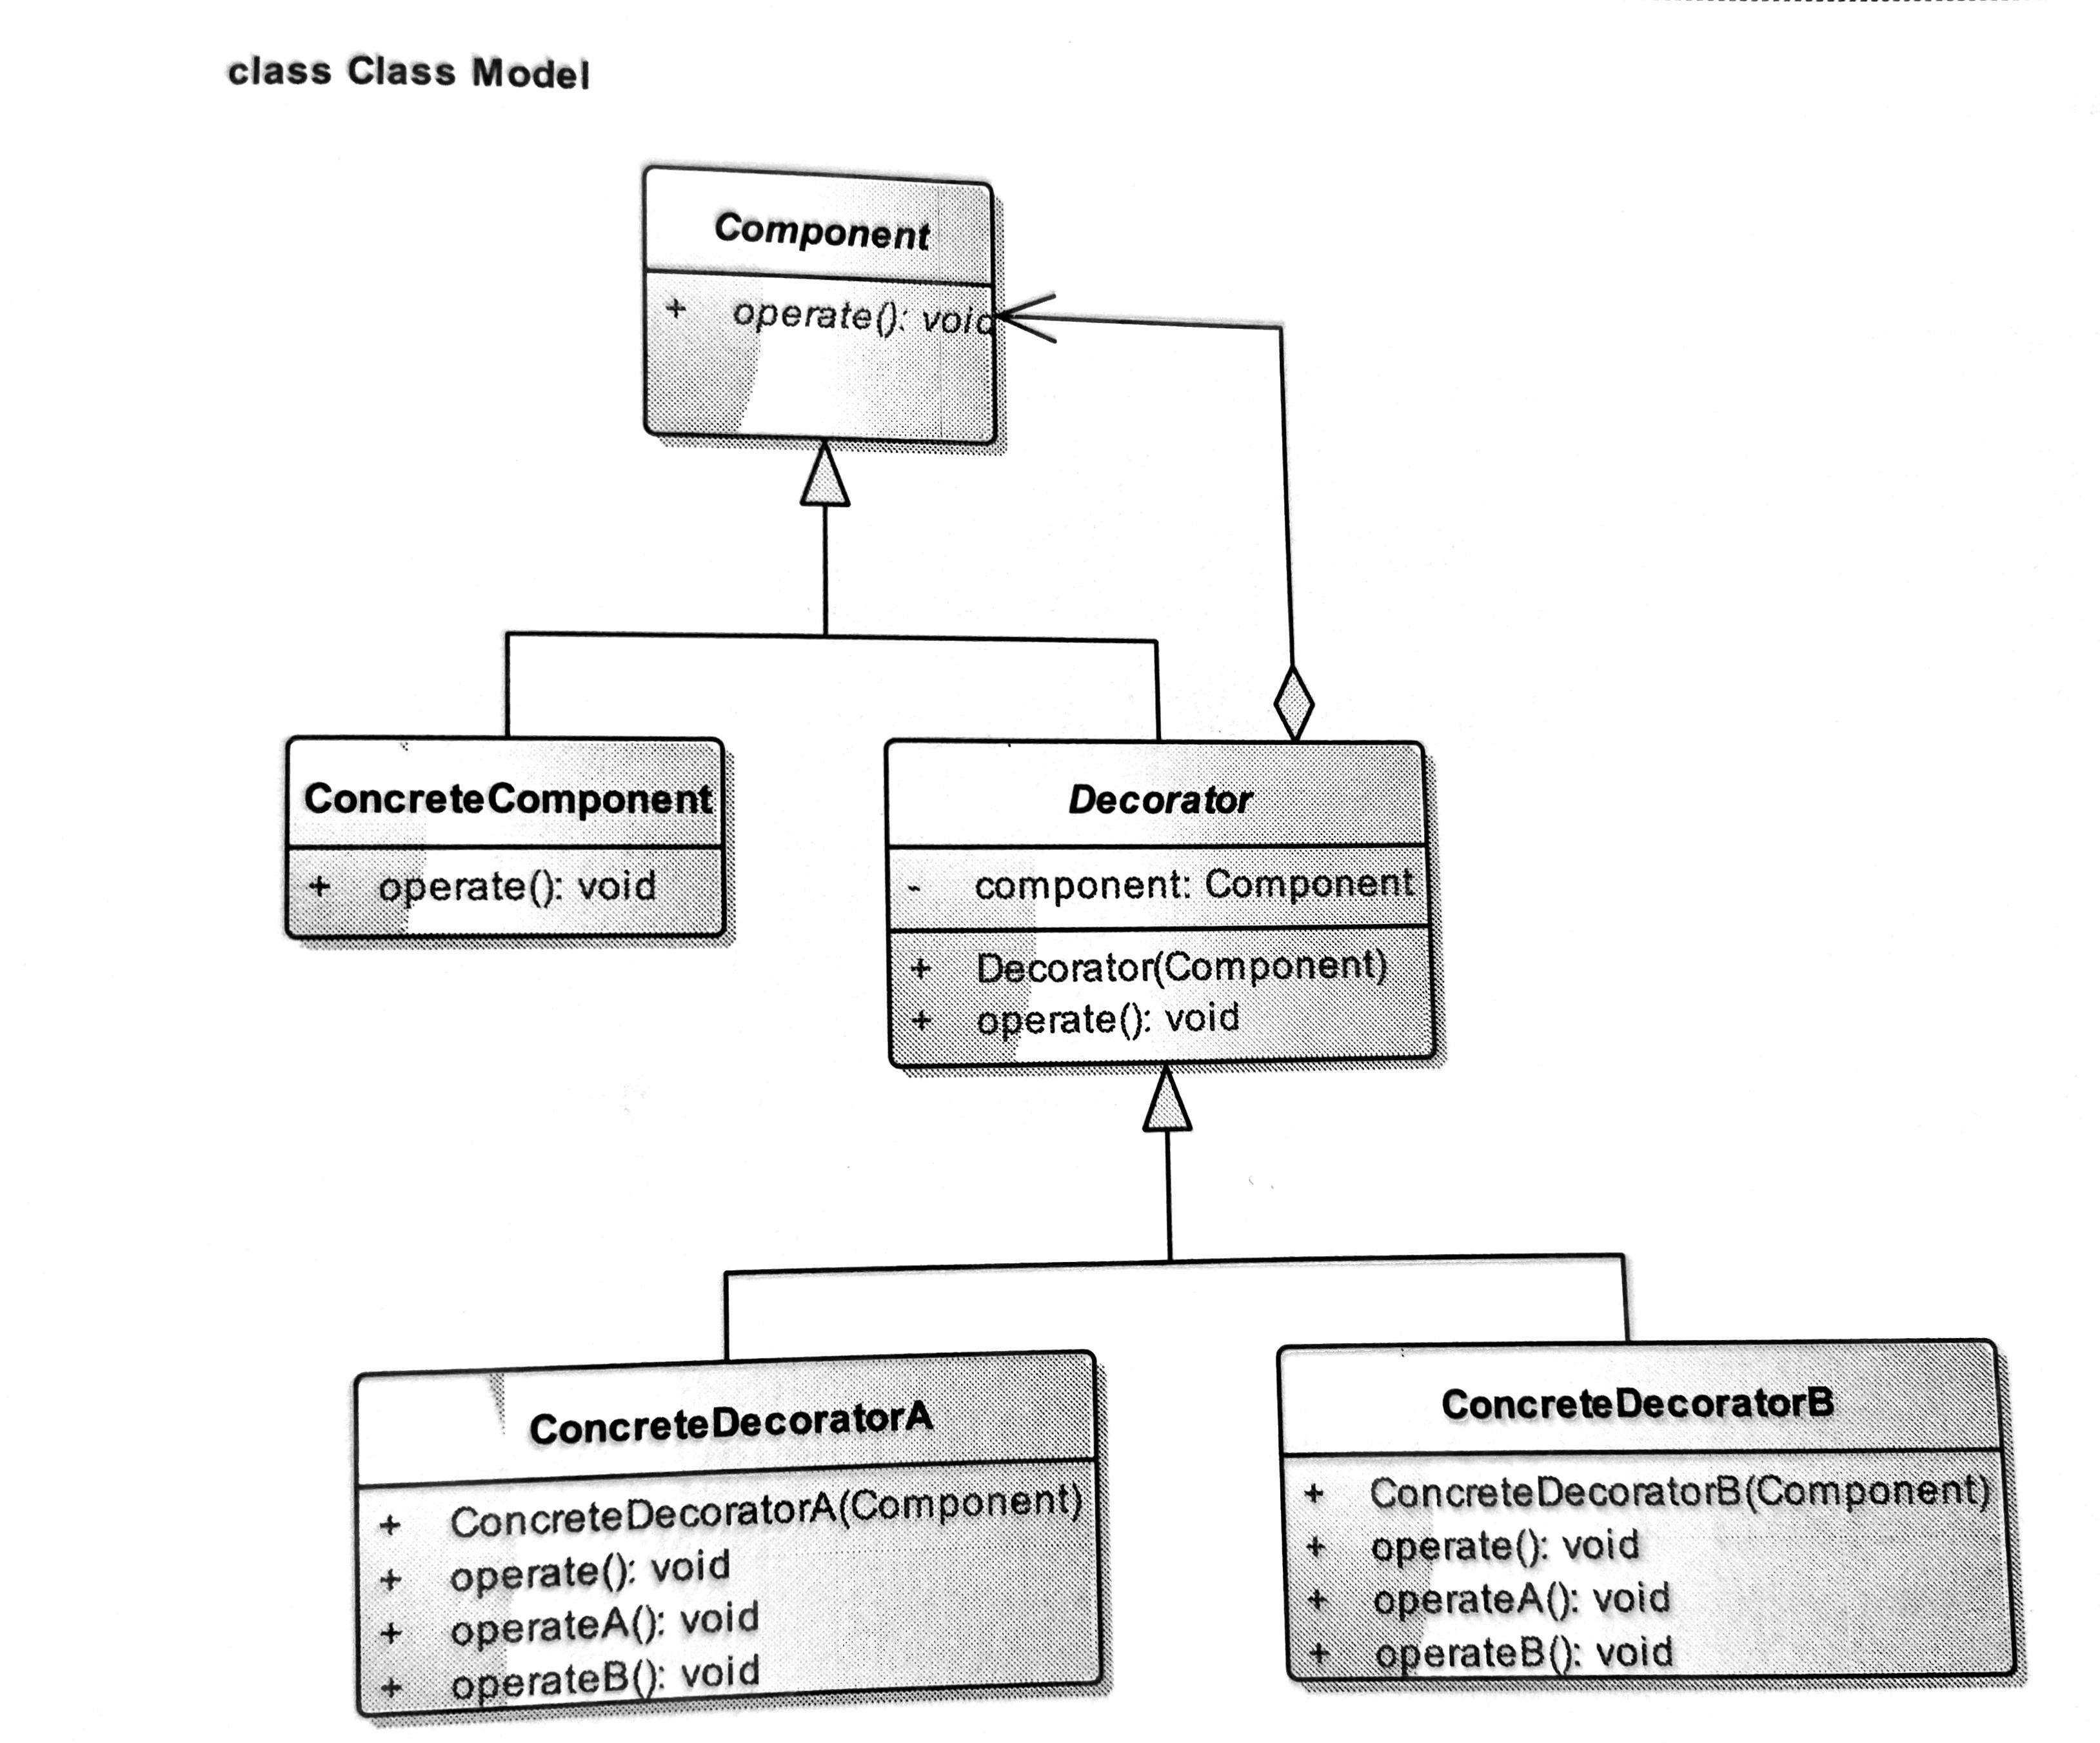 class Class Model
Component
+ operate(): void
ConcreteComponent
+ operate(): void
Decorator
- component: Component
+ Decorator(Component)
+ operate(): void
ConcreteDecoratorA
+ ConcreteDecoratorA(Component)
+ operate(): void
+ operateA(): void
+ operateB(): void
ConcreteDecoratorB
+ ConcreteDecoratorB(Component)
+ operate(): void
+ operateA(): void
+ operateB(): void